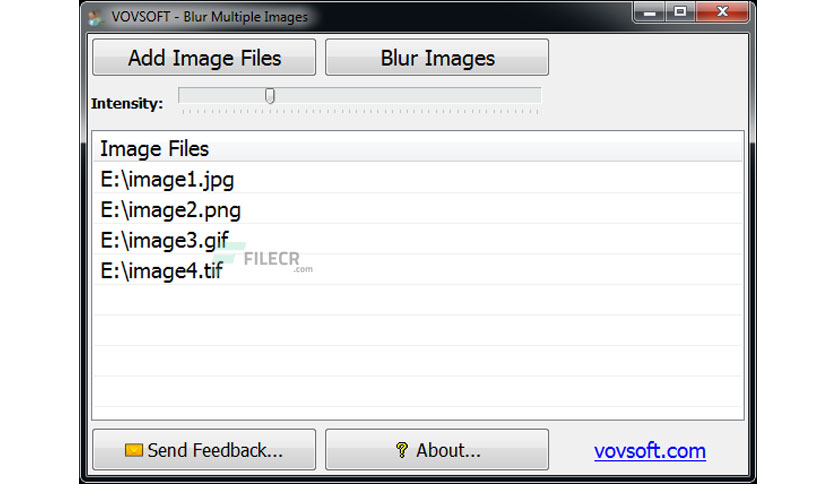 VOVSOFT - Blur Multiple Images
Add Image Files
Blur Images
Intensity:
Image Files
E:\image1.jpg
E:\image2.png
E:\image3.gif
E:\image4.tif
FILECR
.com
Send Feedback...
About...
vovsoft.com